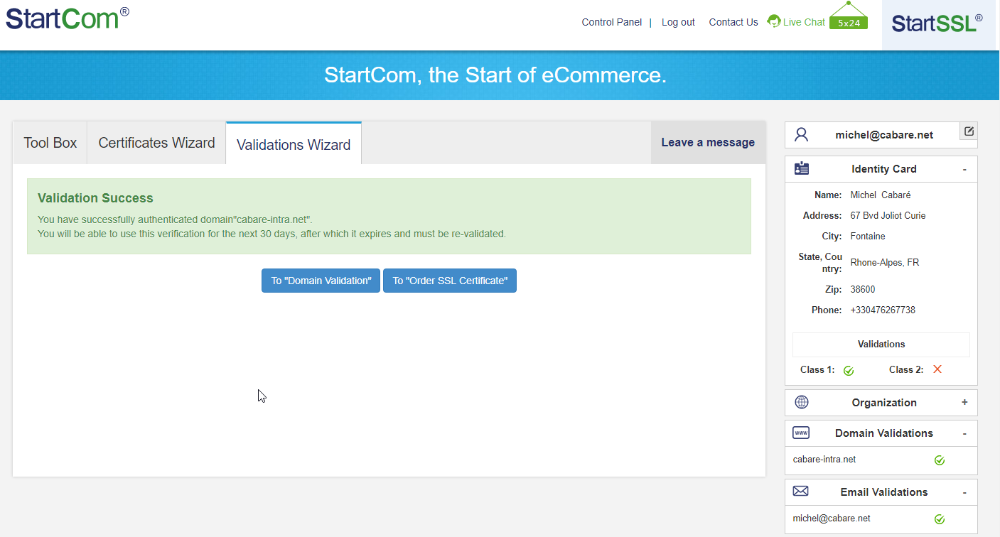 StartCom®
Control Panel | Log out Contact Us Live Chat 5x24
StartSSL®
StartCom, the Start of eCommerce.
Tool Box
Certificates Wizard
Validations Wizard
Leave a message
Validation Success
You have successfully authenticated domain"cabare-intra.net".
You will be able to use this verification for the next 30 days, after which it expires and must be re-validated.
To "Domain Validation"
To "Order SSL Certificate"
michel@cabare.net
Identity Card -
Name: Michel Cabaré
Address: 67 Bvd Joliot Curie
City: Fontaine
State, Cou
ntry: Rhone-Alpes, FR
Zip: 38600
Phone: +330476267738
Validations
Class 1: Class 2:
Organization +
www Domain Validations -
cabare-intra.net
Email Validations -
michel@cabare.net